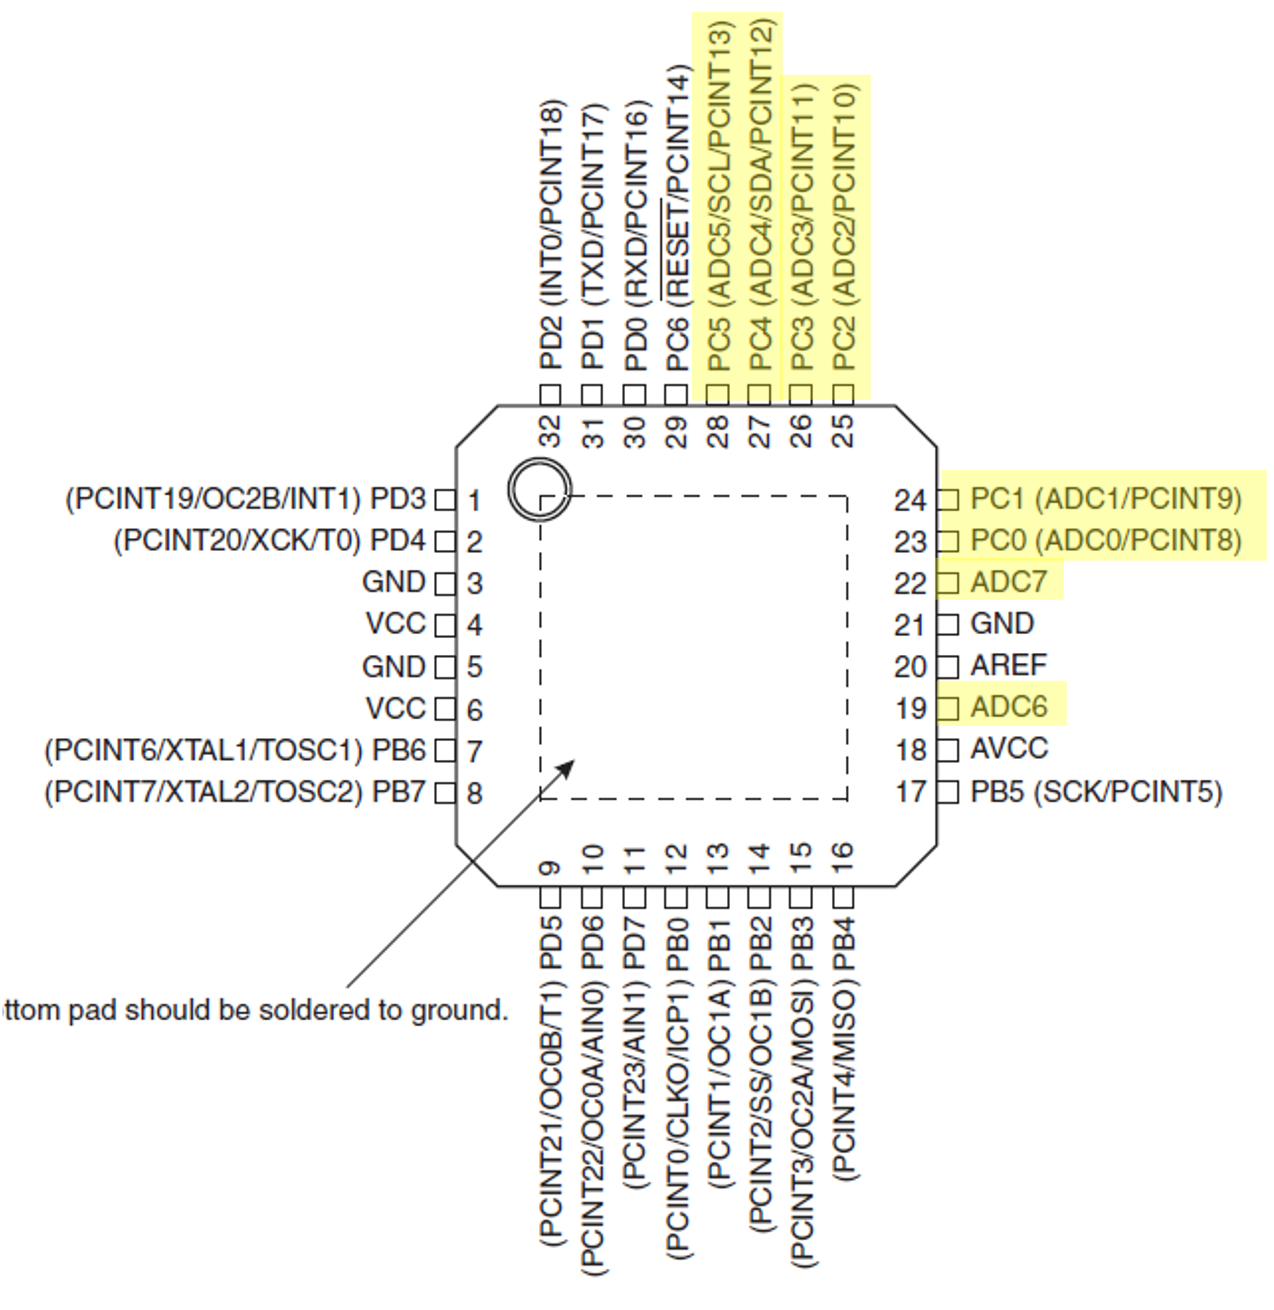 PD2 (INT0/PCINT18)
PD1 (TXD/PCINT17)
PD0 (RXD/PCINT16)
PC6 (RESET/PCINT14)
PC5 (ADC5/SCL/PCINT13)
PC4 (ADC4/SDA/PCINT12)
PC3 (ADC3/PCINT11)
PC2 (ADC2/PCINT10)
32
31
30
29
28
27
26
25
(PCINT19/OC2B/INT1) PD3 1
(PCINT20/XCK/T0) PD4 2
GND 3
VCC 4
GND 5
VCC 6
(PCINT6/XTAL1/TOSC1) PB6 7
(PCINT7/XTAL2/TOSC2) PB7 8
24 PC1 (ADC1/PCINT9)
23 PC0 (ADC0/PCINT8)
22 ADC7
21 GND
20 AREF
19 ADC6
18 AVCC
17 PB5 (SCK/PCINT5)
9
10
11
12
13
14
15
16
(PCINT21/OC0B/T1) PD5
(PCINT22/OC0A/AIN0) PD6
(PCINT23/AIN1) PD7
(PCINT0/CLKO/ICP1) PB0
(PCINT1/OC1A) PB1
(PCINT2/SS/OC1B) PB2
(PCINT3/OC2A/MOSI) PB3
(PCINT4/MISO) PB4
ttom pad should be soldered to ground.